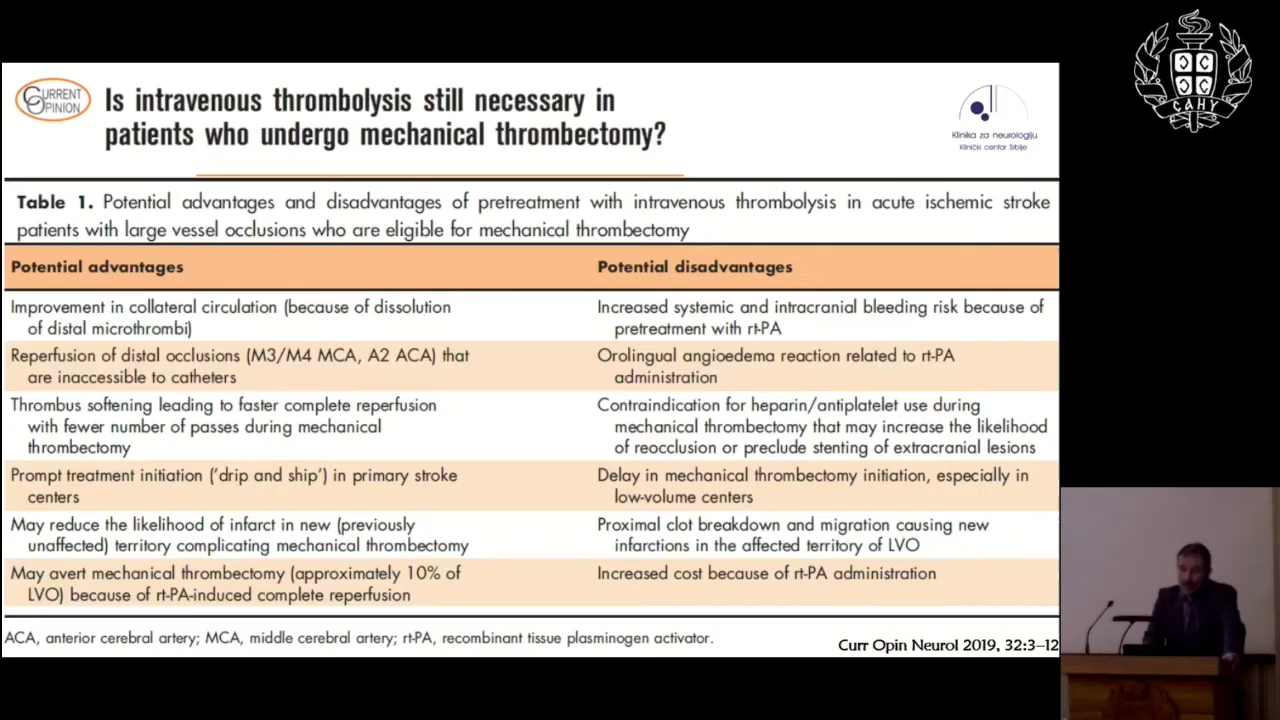 CURRENT
OPINION
Is intravenous thrombolysis still necessary in
patients who undergo mechanical thrombectomy?
Klinika za neurologiju
Klinički centar Srbije
САНУ
Table 1. Potential advantages and disadvantages of pretreatment with intravenous thrombolysis in acute ischemic stroke
patients with large vessel occlusions who are eligible for mechanical thrombectomy
Potential advantages
Potential disadvantages
Improvement in collateral circulation (because of dissolution
of distal microthrombi)
Increased systemic and intracranial bleeding risk because of
pretreatment with rt-PA
Reperfusion of distal occlusions (M3/M4 MCA, A2 ACA) that
are inaccessible to catheters
Orolingual angioedema reaction related to rt-PA
administration
Thrombus softening leading to faster complete reperfusion
with fewer number of passes during mechanical
thrombectomy
Contraindication for heparin/antiplatelet use during
mechanical thrombectomy that may increase the likelihood
of reocclusion or preclude stenting of extracranial lesions
Prompt treatment initiation ('drip and ship') in primary stroke
centers
Delay in mechanical thrombectomy initiation, especially in
low-volume centers
May reduce the likelihood of infarct in new (previously
unaffected) territory complicating mechanical thrombectomy
Proximal clot breakdown and migration causing new
infarctions in the affected territory of LVO
May avert mechanical thrombectomy (approximately 10% of
LVO) because of rt-PA-induced complete reperfusion
Increased cost because of rt-PA administration
ACA, anterior cerebral artery; MCA, middle cerebral artery; rt-PA, recombinant tissue plasminogen activator.
Curr Opin Neurol 2019, 32:3–12